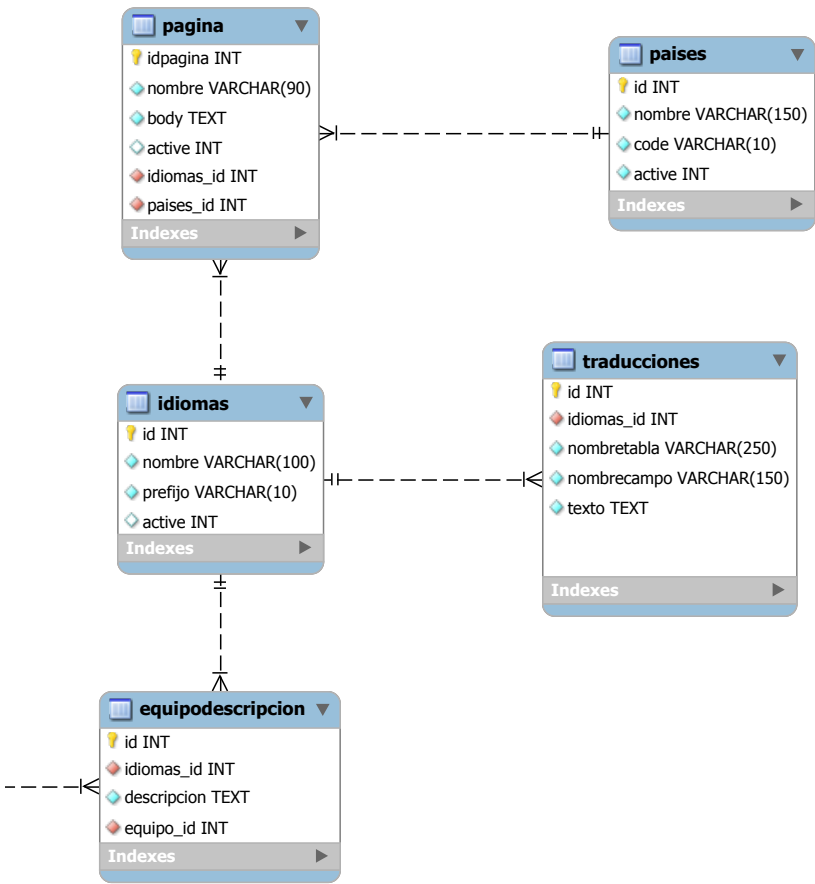 pagina
idpagina INT
nombre VARCHAR(90)
body TEXT
active INT
idiomas_id INT
paises_id INT
Indexes
paises
id INT
nombre VARCHAR(150)
code VARCHAR(10)
active INT
Indexes
idiomas
id INT
nombre VARCHAR(100)
prefijo VARCHAR(10)
active INT
Indexes
traducciones
id INT
idiomas_id INT
nombretabla VARCHAR(250)
nombrecampo VARCHAR(150)
texto TEXT
Indexes
equipodescripcion
id INT
idiomas_id INT
descripcion TEXT
equipo_id INT
Indexes